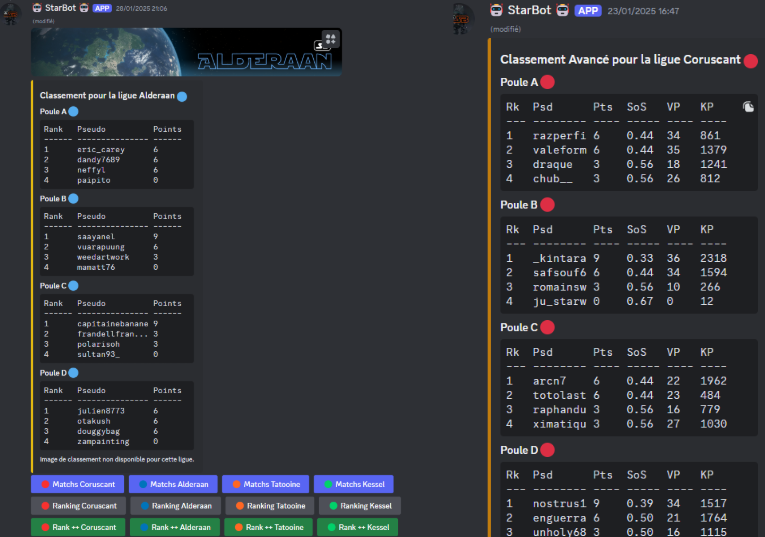 StarBot APP 28/01/2025 21:06
(modifié)
ALDERAAN
Classement pour la ligue Alderaan
Poule A
Rank Pseudo Points
---- --------------- ------
1 eric_carey 6
2 dandy7689 6
3 neffyl 6
4 paipito 0
Poule B
Rank Pseudo Points
---- --------------- ------
1 saayanel 9
2 vuarapuung 6
3 weedartwork 3
4 mamatt76 0
Poule C
Rank Pseudo Points
---- --------------- ------
1 capitainebanane 9
2 frandellfran... 3
3 polarisoh 3
4 sultan93_ 0
Poule D
Rank Pseudo Points
---- --------------- ------
1 julien8773 6
2 otakush 6
3 douggybag 6
4 zampainting 0
Image de classement non disponible pour cette ligue.
Matchs Coruscant Matchs Alderaan Matchs Tatooine Matchs Kessel
Ranking Coruscant Ranking Alderaan Ranking Tatooine Ranking Kessel
Rank ++ Coruscant Rank ++ Alderaan Rank ++ Tatooine Rank ++ Kessel
StarBot APP 23/01/2025 16:47
(modifié)
Classement Avancé pour la ligue Coruscant
Poule A
Rk Psd Pts SoS VP KP
--- -------- ---- ----- ---- ----
1 razperfi 6 0.44 34 861
2 valeform 6 0.44 35 1379
3 draque 3 0.56 18 1241
4 chub__ 3 0.56 26 812
Poule B
Rk Psd Pts SoS VP KP
--- -------- ---- ----- ---- ----
1 _kintara 9 0.33 36 2318
2 safsouf6 6 0.44 34 1594
3 romainsw 3 0.56 10 266
4 ju_starw 0 0.67 0 12
Poule C
Rk Psd Pts SoS VP KP
--- -------- ---- ----- ---- ----
1 arcn7 6 0.44 22 1962
2 totolast 6 0.44 23 484
3 raphandu 3 0.56 16 779
4 ximatiqu 3 0.56 27 1030
Poule D
Rk Psd Pts SoS VP KP
--- -------- ---- ----- ---- ----
1 nostrus1 9 0.39 34 1517
2 enguerra 6 0.50 21 1764
3 unholy68 3 0.50 16 1115